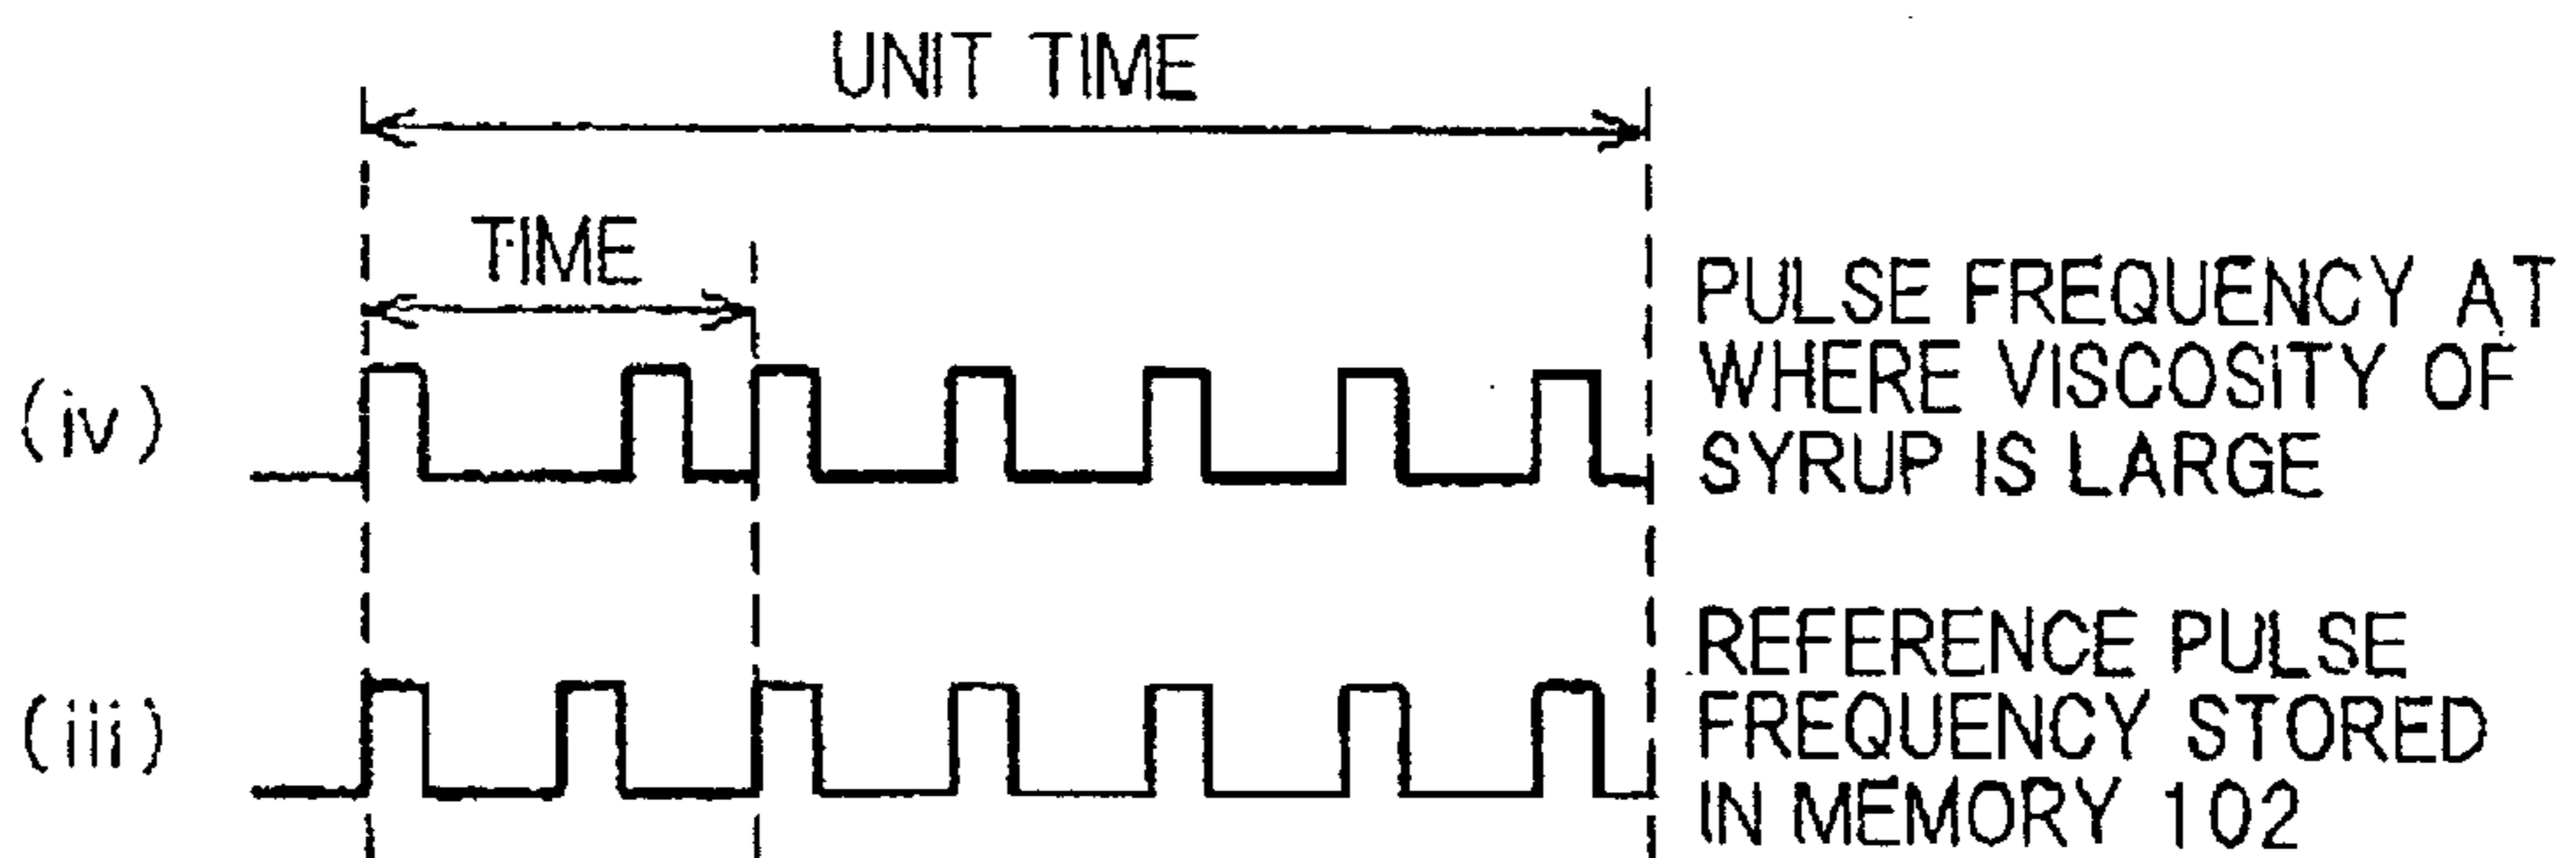 UNIT TIME
TIME
(iv)
PULSE FREQUENCY AT
WHERE VISCOSITY OF
SYRUP IS LARGE
(iii)
REFERENCE PULSE
FREQUENCY STORED
IN MEMORY 102